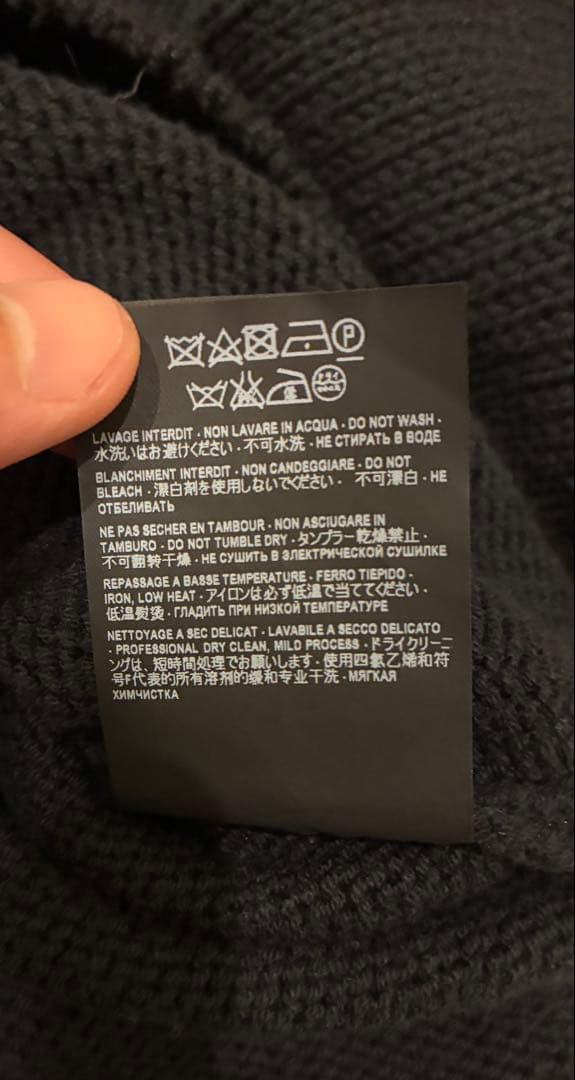 P
LAVAGE INTERDIT · NON LAVARE IN ACQUA · DO NOT WASH ·
水洗いはお避けください · 不可水洗 · НЕ СТИРАТЬ В ВОДЕ
BLANCHIMENT INTERDIT · NON CANDEGGIARE · DO NOT
BLEACH ·漂白剤を使用しないでください · 不可漂白 · НЕ
ОТБЕЛИВАТЬ
NE PAS SECHER EN TAMBOUR · NON ASCIUGARE IN
TAMBURO · DO NOT TUMBLE DRY · タンブラー乾燥禁止 ·
不可翻转干燥 · НЕ СУШИТЬ В ЭЛЕКТРИЧЕСКОЙ СУШИЛКЕ
REPASSAGE A BASSE TEMPERATURE · FERRO TIEPIDO ·
IRON, LOW HEAT · アイロンは必ず低温で当ててください ·
低温熨烫 · ГЛАДИТЬ ПРИ НИЗКОЙ ТЕМПЕРАТУРЕ
NETTOYAGE A SEC DELICAT · LAVABILE A SECCO DELICATO
· PROFESSIONAL DRY CLEAN, MILD PROCESS · ドライクリーニ
ングは、短時間処理でお願いします · 使用四氯乙烯和符
号F代表的所有溶剂的缓和专业干洗 · МЯГКАЯ
ХИМЧИСТКА